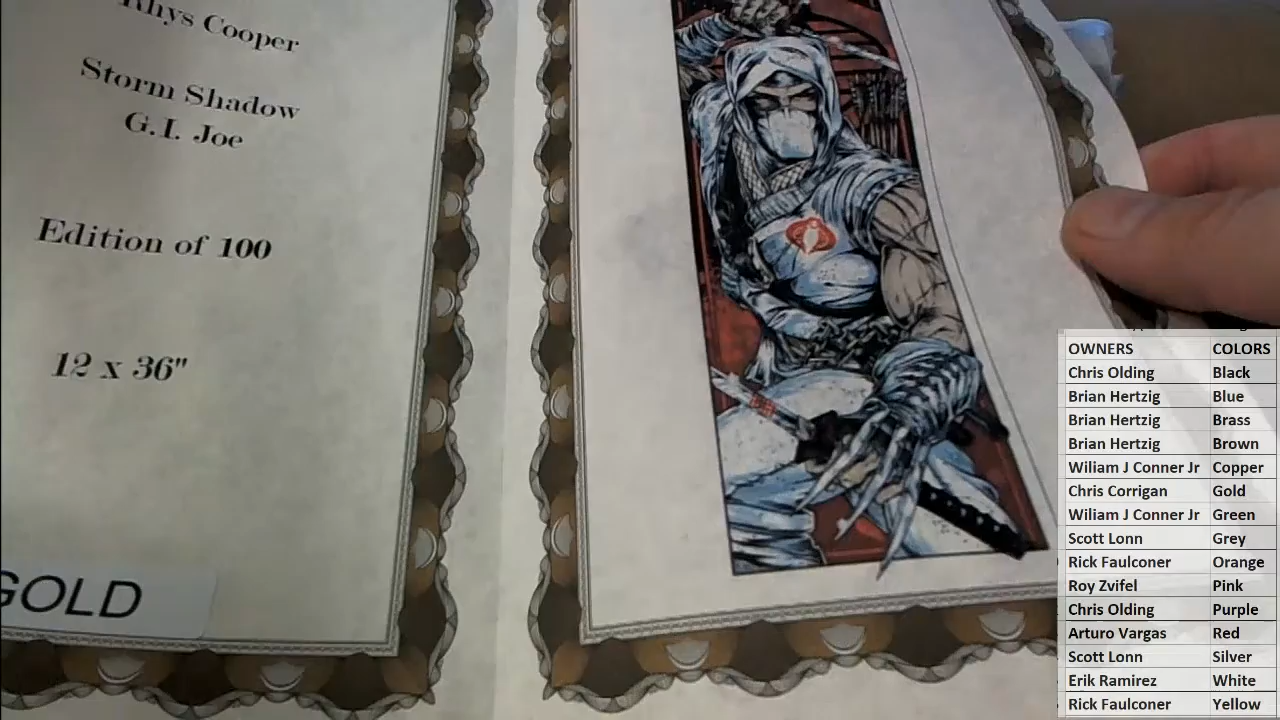 Rhys Cooper
Storm Shadow
G.I. Joe
Edition of 100
12 x 36"
GOLD
OWNERS COLORS
Chris Olding Black
Brian Hertzig Blue
Brian Hertzig Brass
Brian Hertzig Brown
Wiliam J Conner Jr Copper
Chris Corrigan Gold
Wiliam J Conner Jr Green
Scott Lonn Grey
Rick Faulconer Orange
Roy Zvifel Pink
Chris Olding Purple
Arturo Vargas Red
Scott Lonn Silver
Erik Ramirez White
Rick Faulconer Yellow